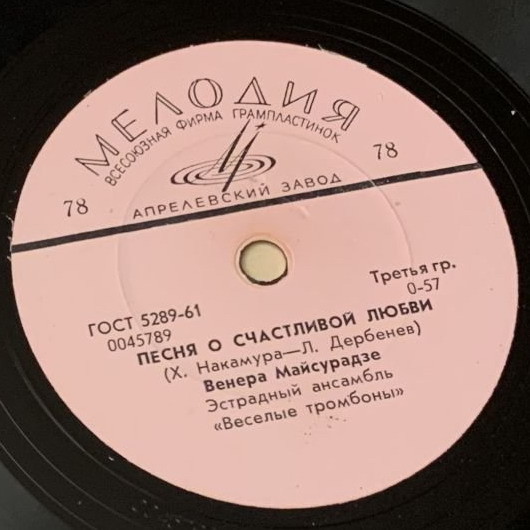 МЕЛОДИЯ
ВСЕСОЮЗНАЯ ФИРМА ГРАМПЛАСТИНОК
78 78
АПРЕЛЕВСКИЙ ЗАВОД
ГОСТ 5289-61 Третья гр.
0045789 0-57
ПЕСНЯ О СЧАСТЛИВОЙ ЛЮБВИ
(Х. Накамура—Л. Дербенев)
Венера Майсурадзе
Эстрадный ансамбль
«Веселые тромбоны»